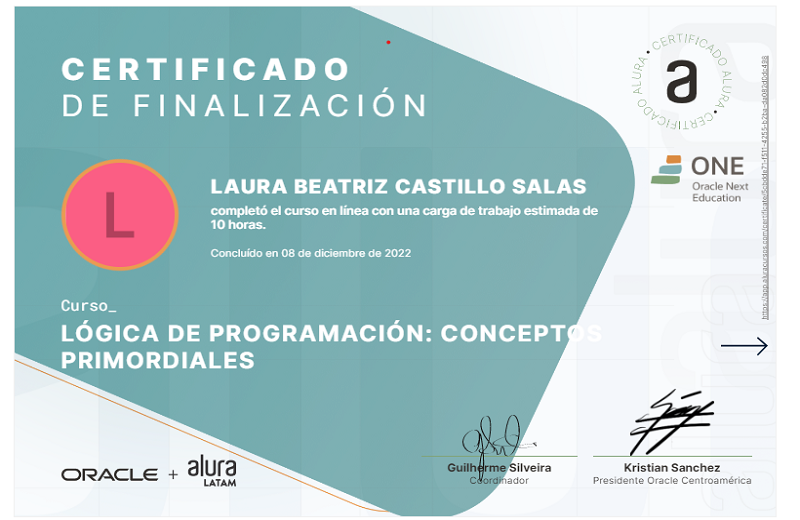 CERTIFICADO
DE FINALIZACIÓN
CERTIFICADO ALURA • CERTIFICADO ALURA •
a
ONE
Oracle Next
Education
L
LAURA BEATRIZ CASTILLO SALAS
completó el curso en línea con una carga de trabajo estimada de
10 horas.
Concluído en 08 de diciembre de 2022
Curso_
LÓGICA DE PROGRAMACIÓN: CONCEPTOS
PRIMORDIALES
ORACLE + alura
LATAM
Guilherme Silveira
Coordinador
Kristian Sanchez
Presidente Oracle Centroamérica